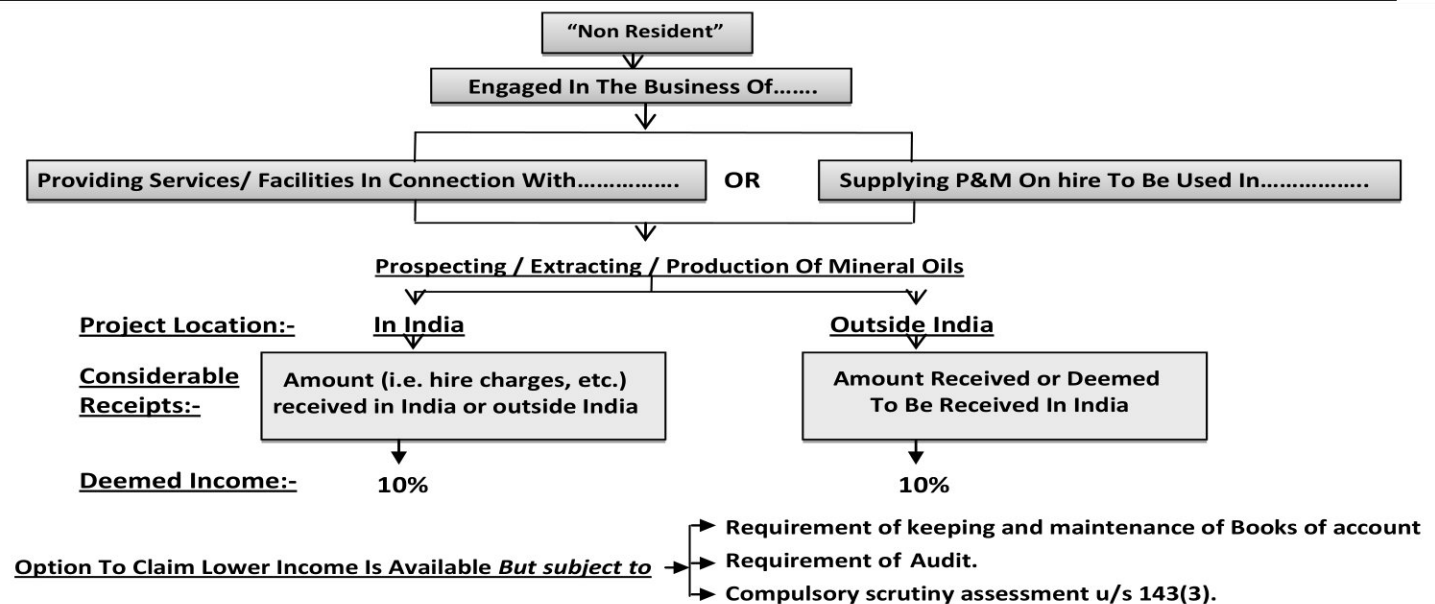 “Non Resident”
Engaged In The Business Of…….
Providing Services/ Facilities In Connection With…………….. OR Supplying P&M On hire To Be Used In……………..
Prospecting / Extracting / Production Of Mineral Oils
Project Location:- In India Outside India
Considerable Receipts:-
Amount (i.e. hire charges, etc.)
received in India or outside India
Amount Received or Deemed
To Be Received In India
Deemed Income:- 10% 10%
Option To Claim Lower Income Is Available But subject to
Requirement of keeping and maintenance of Books of account
Requirement of Audit.
Compulsory scrutiny assessment u/s 143(3).